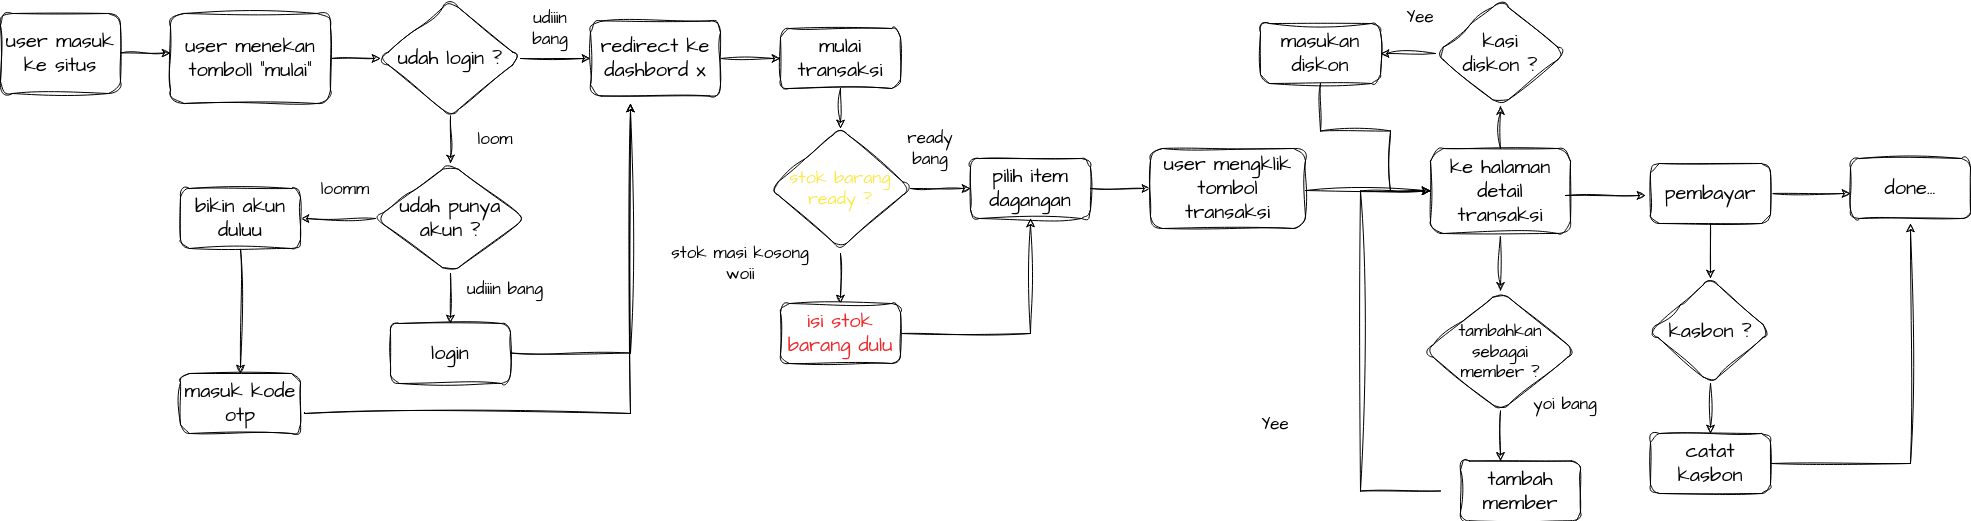 user masuk
ke situs
user menekan
tomboll "mulai"
udah login ?
udiiin
bang
redirect ke
dashbord x
mulai
transaksi
loom
udah punya
akun ?
loomm
bikin akun
duluu
masuk kode
otp
udiiin bang
login
stok barang
ready ?
ready
bang
stok masi kosong
woii
isi stok
barang dulu
pilih item
dagangan
user mengklik
tombol
transaksi
ke halaman
detail
transaksi
kasi
diskon ?
Yee
masukan
diskon
tambahkan
sebagai
member ?
yoi bang
tambah
member
Yee
pembayar
kasbon ?
catat
kasbon
done...